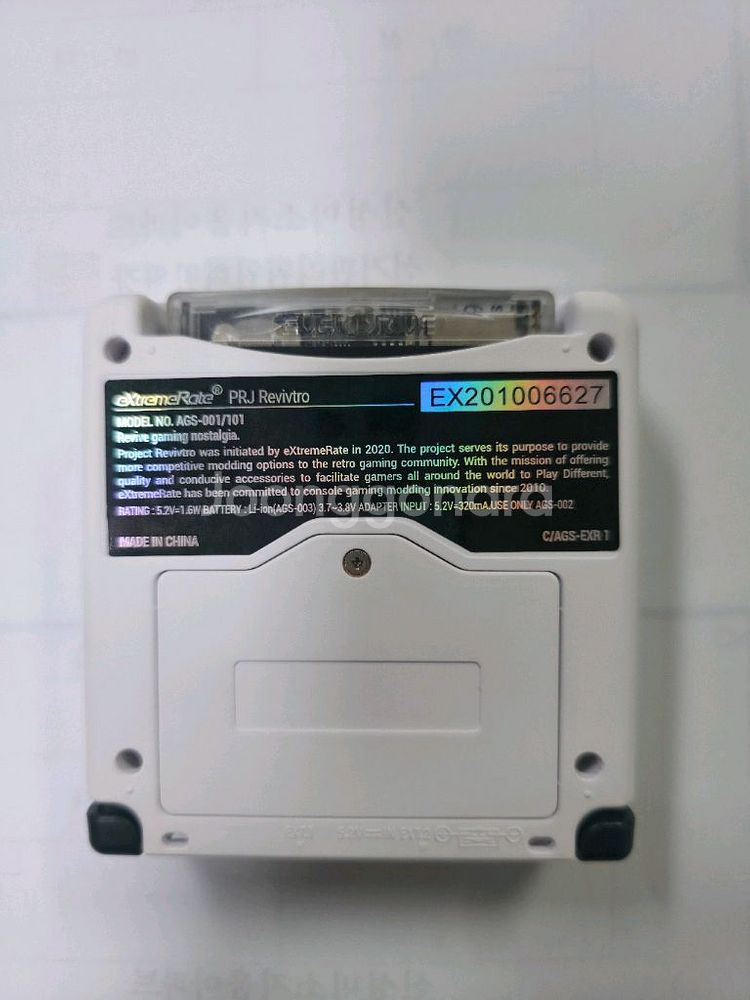 EVERDRIVE
eXtremeRate® PRJ Revivtro
EX201006627
MODEL NO. AGS-001/101
Revive gaming nostalgia.
Project Revivtro was initiated by eXtremeRate in 2020. The project serves its purpose to provide
more competitive modding options to the retro gaming community. With the mission of offering
quality and conducive accessories to facilitate gamers all around the world to Play Different,
eXtremeRate has been committed to console gaming modding innovation since 2010.
Joonggonara
RATING : 5.2V⎓1.6W BATTERY : Li-ion(AGS-003) 3.7⎓3.8V ADAPTER INPUT : 5.2V⎓320mA.USE ONLY AGS-002
MADE IN CHINA
C/AGS-EXR 1
EXT.2